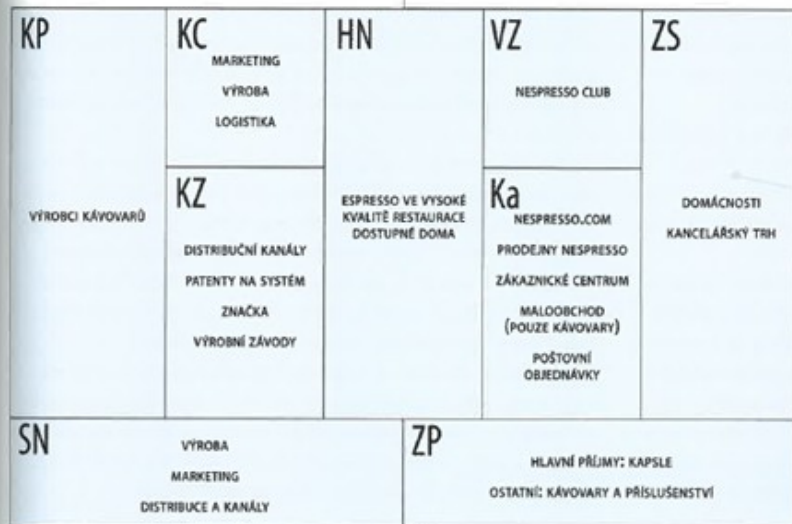 KP
VÝROBCI KÁVOVARŮ
KC
MARKETING
VÝROBA
LOGISTIKA
KZ
DISTRIBUČNÍ KANÁLY
PATENTY NA SYSTÉM
ZNAČKA
VÝROBNÍ ZÁVODY
HN
ESPRESSO VE VYSOKÉ
KVALITĚ RESTAURACE
DOSTUPNÉ DOMA
VZ
NESPRESSO CLUB
Ka
NESPRESSO.COM
PRODEJNY NESPRESSO
ZÁKAZNICKÉ CENTRUM
MALOOBCHOD
(POUZE KÁVOVARY)
POŠTOVNÍ
OBJEDNÁVKY
ZS
DOMÁCNOSTI
KANCELÁŘSKÝ TRH
SN
VÝROBA
MARKETING
DISTRIBUCE A KANÁLY
ZP
HLAVNÍ PŘÍJMY: KAPSLE
OSTATNÍ: KÁVOVARY A PŘÍSLUŠENSTVÍ